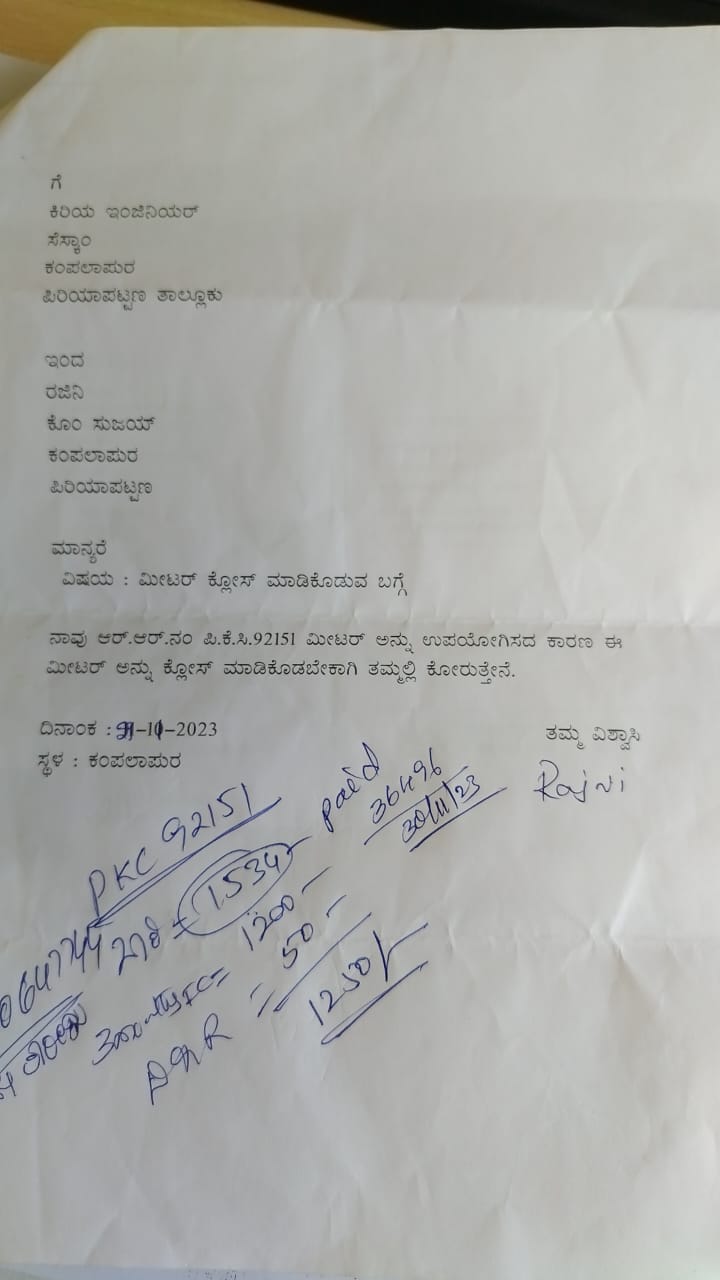 ಗೆ
ಕಿರಿಯ ಇಂಜಿನಿಯರ್
ಸೆಸ್ಕಾಂ
ಕಂಪಲಾಪುರ
ಪಿರಿಯಾಪಟ್ಟಣ ತಾಲ್ಲೂಕು
ಇಂದ
ರಜಿನಿ
ಕೊಂ ಸುಜಯ್
ಕಂಪಲಾಪುರ
ಪಿರಿಯಾಪಟ್ಟಣ
ಮಾನ್ಯರೆ
ವಿಷಯ : ಮೀಟರ್ ಕ್ಲೋಸ್ ಮಾಡಿಕೊಡುವ ಬಗ್ಗೆ
ನಾವು ಆರ್.ಆರ್.ನಂ ಪಿ.ಕೆ.ಸಿ.92151 ಮೀಟರ್ ಅನ್ನು ಉಪಯೋಗಿಸದ ಕಾರಣ ಈ
ಮೀಟರ್ ಅನ್ನು ಕ್ಲೋಸ್ ಮಾಡಿಕೊಡಬೇಕಾಗಿ ತಮ್ಮಲ್ಲಿ ಕೋರುತ್ತೇನೆ.
ದಿನಾಂಕ : -2023 ತಮ್ಮ ವಿಶ್ವಾಸಿ
ಸ್ಥಳ : ಕಂಪಲಾಪುರ
Rajni
PKC 92151
ಬಾಕಿ = 1534 paid
36496
30/11/23
1200
50
= 1250/-